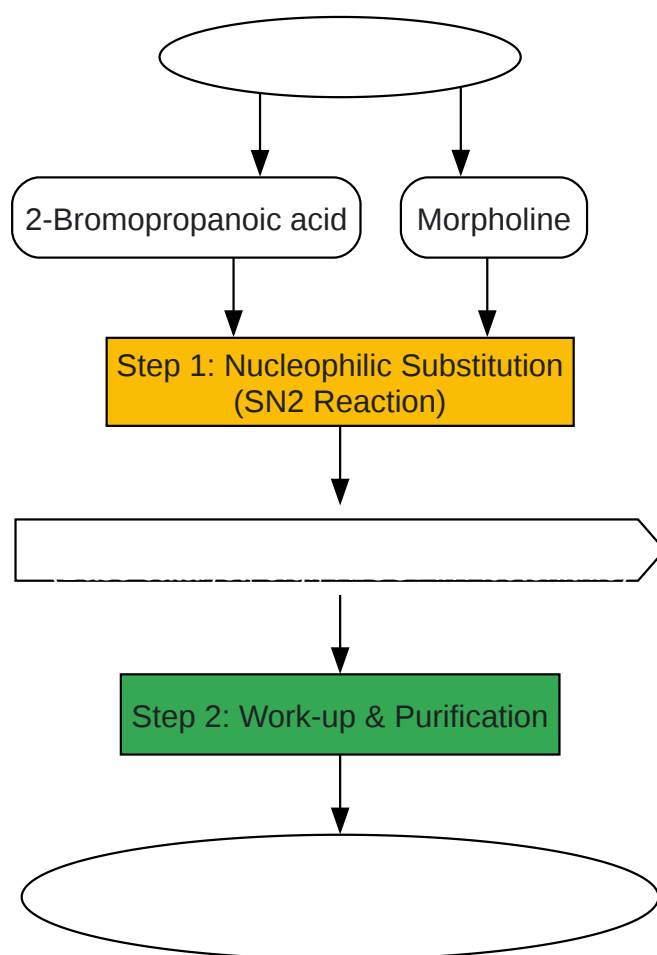 2-Bromopropanoic acid
Morpholine
Step 1: Nucleophilic Substitution
(SN2 Reaction)
Step 2: Work-up & Purification